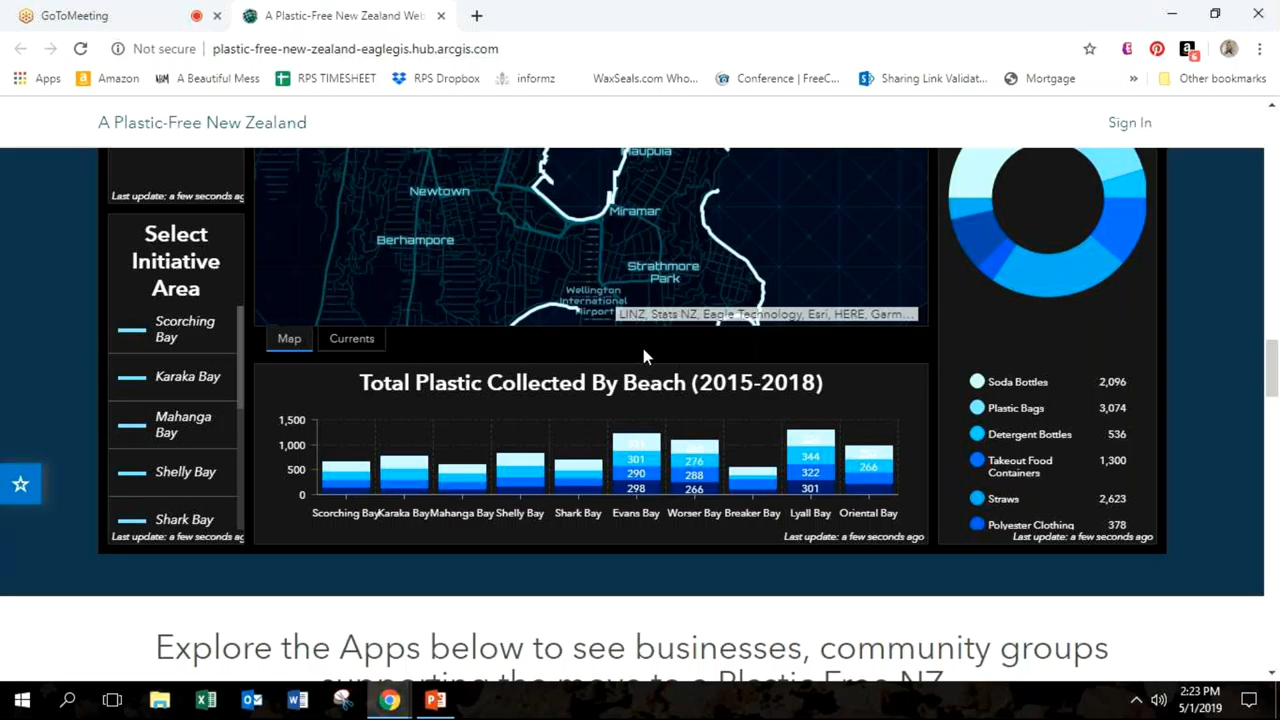 GoToMeeting
A Plastic-Free New Zealand Web
Not secure
plastic-free-new-zealand-eaglegis.hub.arcgis.com
Apps
Amazon
A Beautiful Mess
RPS TIMESHEET
RPS Dropbox
informz
WaxSeals.com Who...
Conference | FreeC...
Sharing Link Validat...
Mortgage
Other bookmarks
A Plastic-Free New Zealand
Sign In
Last update: a few seconds ag
Select
Initiative
Area
Scorching
Bay
Karaka Bay
Mahanga
Bay
Shelly Bay
Shark Bay
Last update: a few seconds ag
Maupuia
Newtown
Miramar
Berhampore
Strathmore
Park
Wellington
International
Airport
LINZ, Stats NZ, Eagle Technology, Esri, HERE, Garm...
Map
Currents
Total Plastic Collected By Beach (2015-2018)
1,500
1,000
500
0
301
290
298
276
288
266
344
322
301
266
Scorching Bay
Karaka Bay
Mahanga Bay
Shelly Bay
Shark Bay
Evans Bay
Worser Bay
Breaker Bay
Lyall Bay
Oriental Bay
Last update: a few seconds ago
Soda Bottles 2,096
Plastic Bags 3,074
Detergent Bottles 536
Takeout Food 1,300
Containers
Straws 2,623
Polyester Clothing 378
Last update: a few seconds ago
Explore the Apps below to see businesses, community groups
supporting the move to a Plastic Free NZ
2:23 PM
5/1/2019